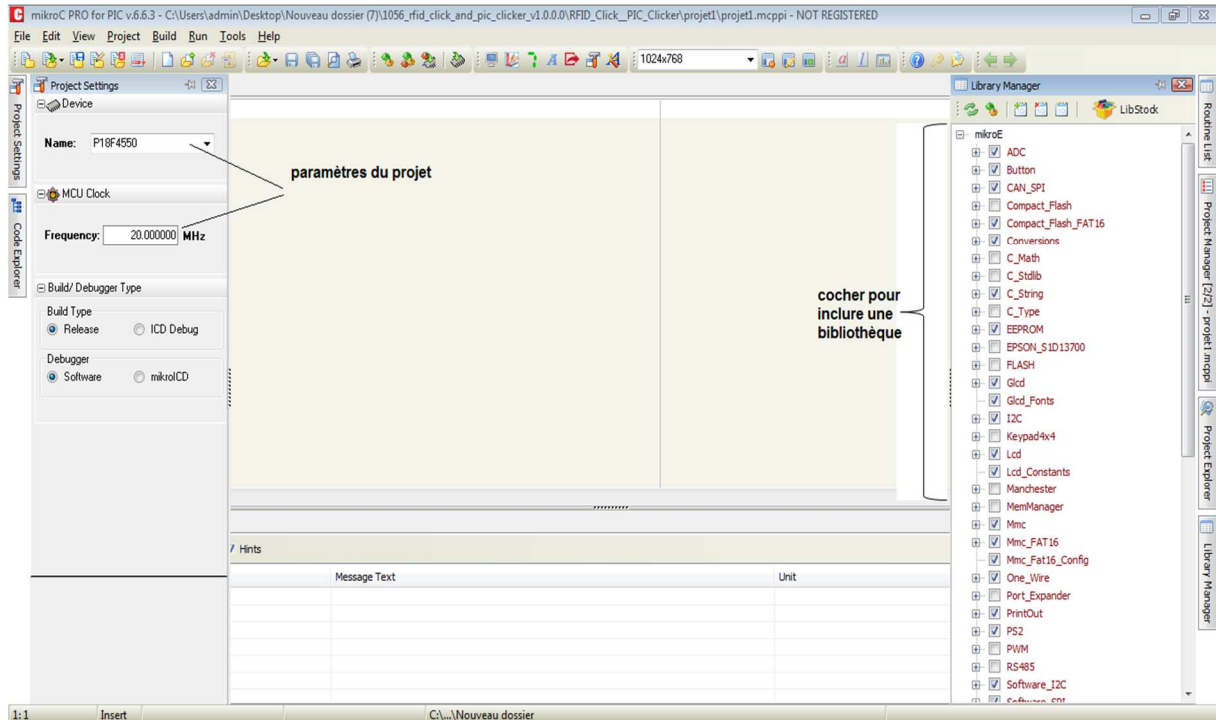 mikroC PRO for PIC v.6.6.3 - C:\Users\admin\Desktop\Nouveau dossier (7)\1056_rfid_click_and_pic_clicker_v1.0.0.0\RFID_Click__PIC_Clicker\projet1\projet1.mcppi - NOT REGISTERED
File Edit View Project Build Run Tools Help
1024x768
Project Settings
Device
Name: P18F4550
MCU Clock
Frequency: 20.000000 MHz
Build/ Debugger Type
Build Type
Release ICD Debug
Debugger
Software mikroICD
Project Settings
Code Explorer
paramètres du projet
cocher pour
inclure une
bibliothèque
Hints
Message Text Unit
Library Manager
LibStock
mikroE
ADC
Button
CAN_SPI
Compact_Flash
Compact_Flash_FAT16
Conversions
C_Math
C_Stdlib
C_String
C_Type
EEPROM
EPSON_S1D13700
FLASH
Glcd
Glcd_Fonts
I2C
Keypad4x4
Lcd
Lcd_Constants
Manchester
MemManager
Mmc
Mmc_FAT16
Mmc_Fat16_Config
One_Wire
Port_Expander
PrintOut
PS2
PWM
RS485
Software_I2C
Software_SPI
Routine List
Project Manager [2/2] - projet1.mcppi
Project Explorer
Library Manager
1:1 Insert C:\...\Nouveau dossier